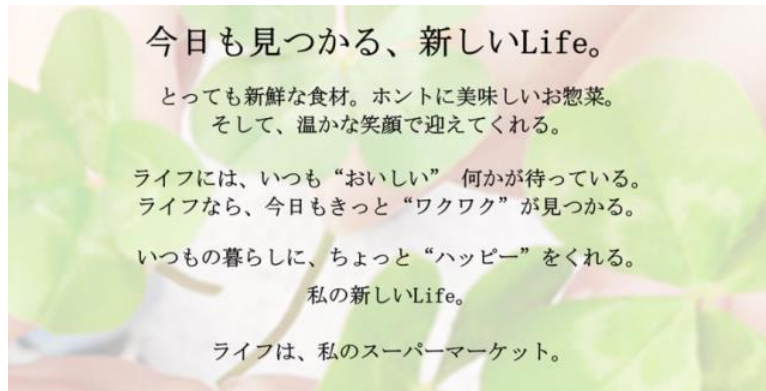 今日も見つかる、新しいLife。
とっても新鮮な食材。ホントに美味しいお惣菜。
そして、温かな笑顔で迎えてくれる。
ライフには、いつも“おいしい” 何かが待っている。
ライフなら、今日もきっと“ワクワク”が見つかる。
いつもの暮らしに、ちょっと“ハッピー”をくれる。
私の新しいLife。
ライフは、私のスーパーマーケット。